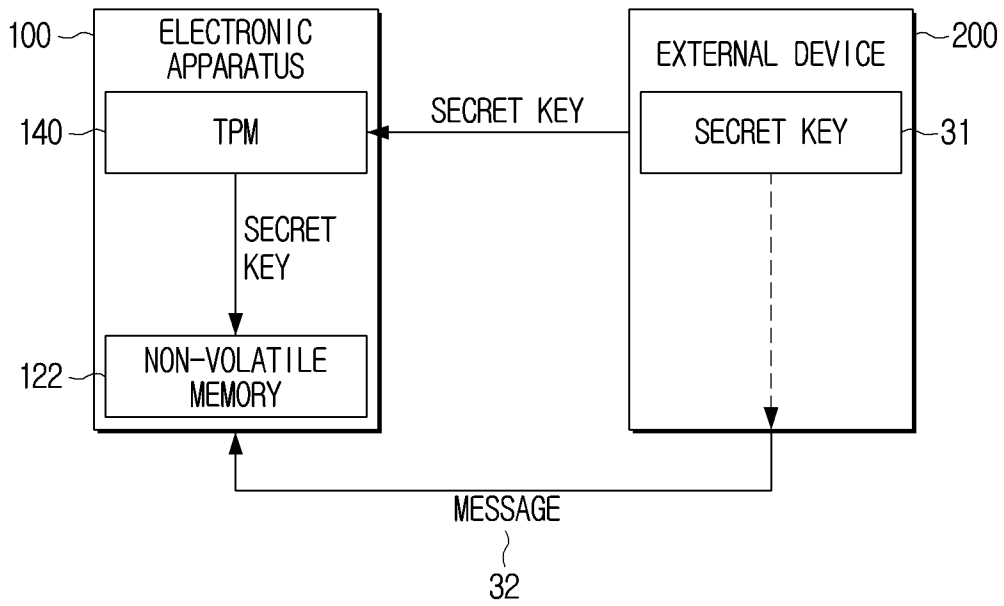 100
ELECTRONIC
APPARATUS
140
TPM
SECRET
KEY
122
NON-VOLATILE
MEMORY
SECRET KEY
EXTERNAL DEVICE
200
SECRET KEY
31
MESSAGE
32